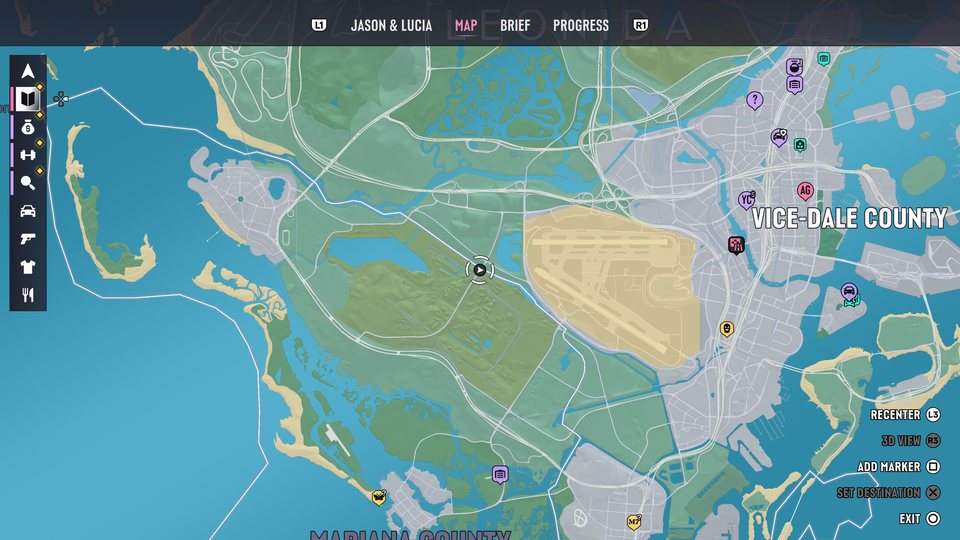 LEONIDA
L1 JASON & LUCIA MAP BRIEF PROGRESS R1
?
YC
AG
VICE-DALE COUNTY
RECENTER L3
3D VIEW R3
ADD MARKER
SET DESTINATION
EXIT
MARIANA COUNTY